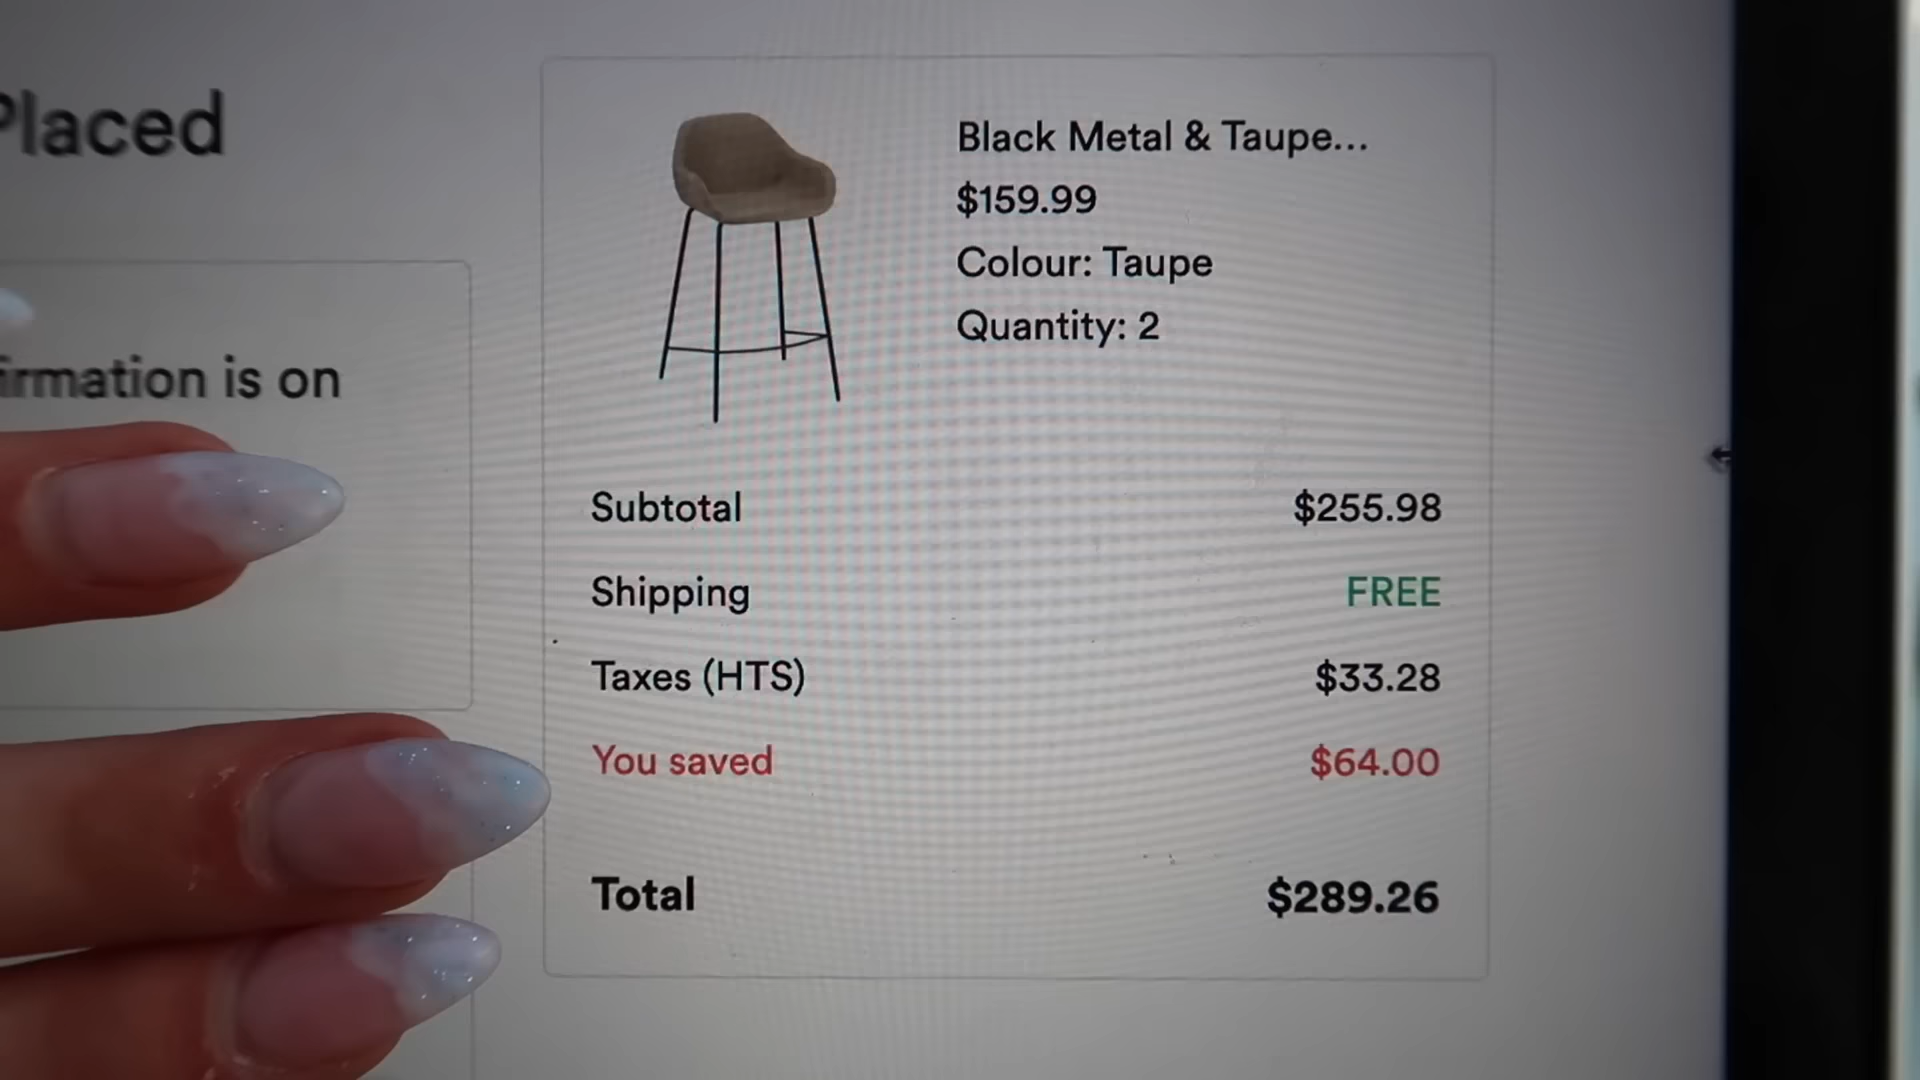 Placed
irmation is on
Black Metal & Taupe...
$159.99
Colour: Taupe
Quantity: 2
Subtotal $255.98
Shipping FREE
Taxes (HTS) $33.28
You saved $64.00
Total $289.26